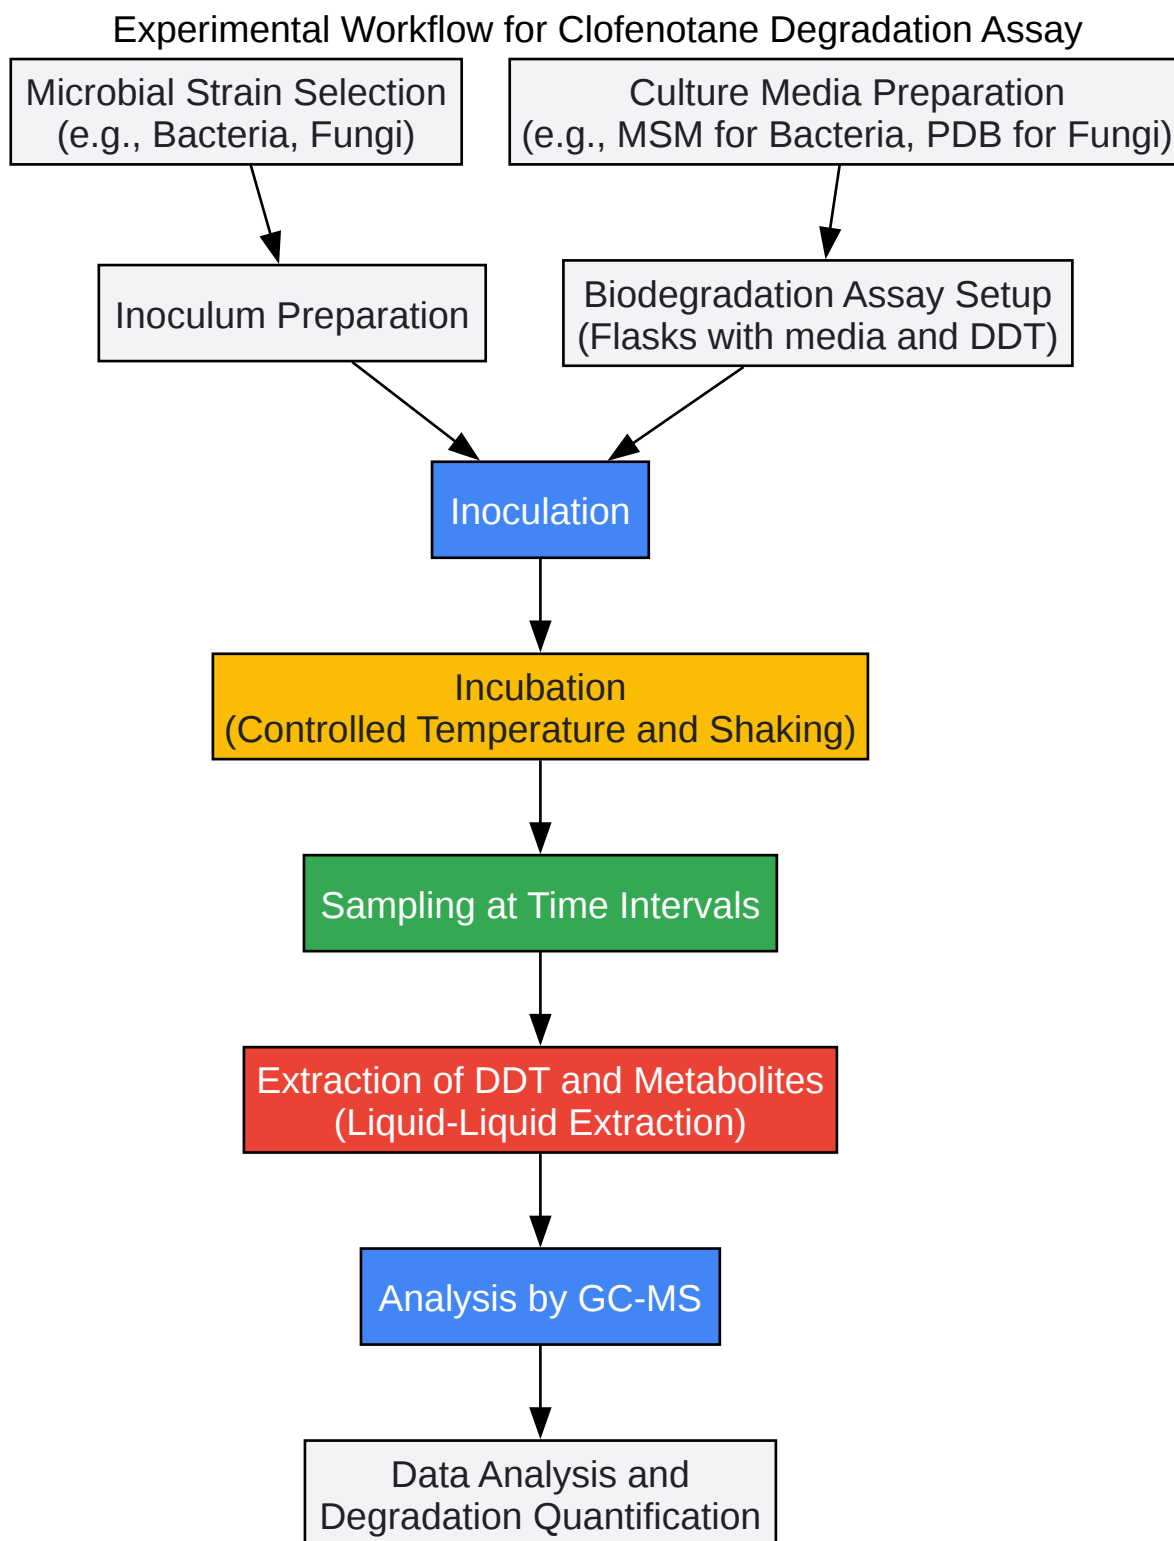 Experimental Workflow for Clofenotane Degradation Assay
Microbial Strain Selection
(e.g., Bacteria, Fungi)
Culture Media Preparation
(e.g., MSM for Bacteria, PDB for Fungi)
Inoculum Preparation
Biodegradation Assay Setup
(Flasks with media and DDT)
Inoculation
Incubation
(Controlled Temperature and Shaking)
Sampling at Time Intervals
Extraction of DDT and Metabolites
(Liquid-Liquid Extraction)
Analysis by GC-MS
Data Analysis and
Degradation Quantification